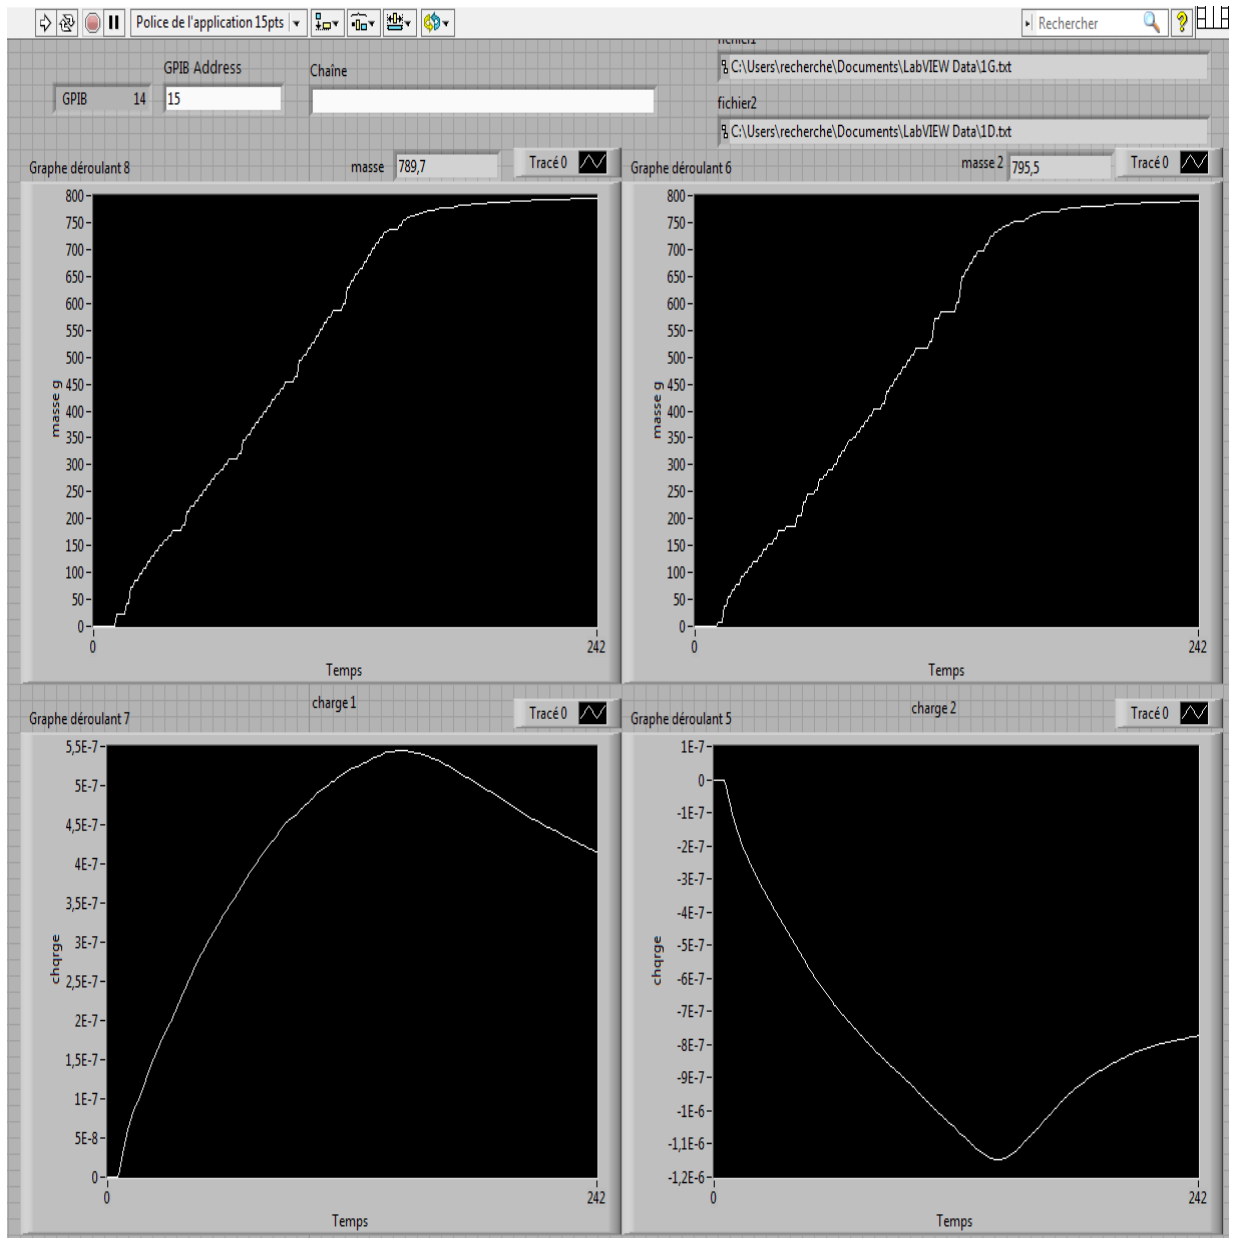 Police de l'application 15pts
Rechercher
?
GPIB Address
Chaîne
fichier1
C:\Users\recherche\Documents\LabVIEW Data\1G.txt
GPIB 14
15
fichier2
C:\Users\recherche\Documents\LabVIEW Data\1D.txt
Graphe déroulant 8
masse 789,7
Tracé 0
800
750
700
650
600
550
500
450
400
350
300
250
200
150
100
50
0
masse g
0 242
Temps
Graphe déroulant 6
masse 2 795,5
Tracé 0
800
750
700
650
600
550
500
450
400
350
300
250
200
150
100
50
0
masse g
0 242
Temps
Graphe déroulant 7
charge 1
Tracé 0
5,5E-7
5E-7
4,5E-7
4E-7
3,5E-7
3E-7
2,5E-7
2E-7
1,5E-7
1E-7
5E-8
0
chqrge
0 242
Temps
Graphe déroulant 5
charge 2
Tracé 0
1E-7
0
-1E-7
-2E-7
-3E-7
-4E-7
-5E-7
-6E-7
-7E-7
-8E-7
-9E-7
-1E-6
-1,1E-6
-1,2E-6
chqrge
0 242
Temps